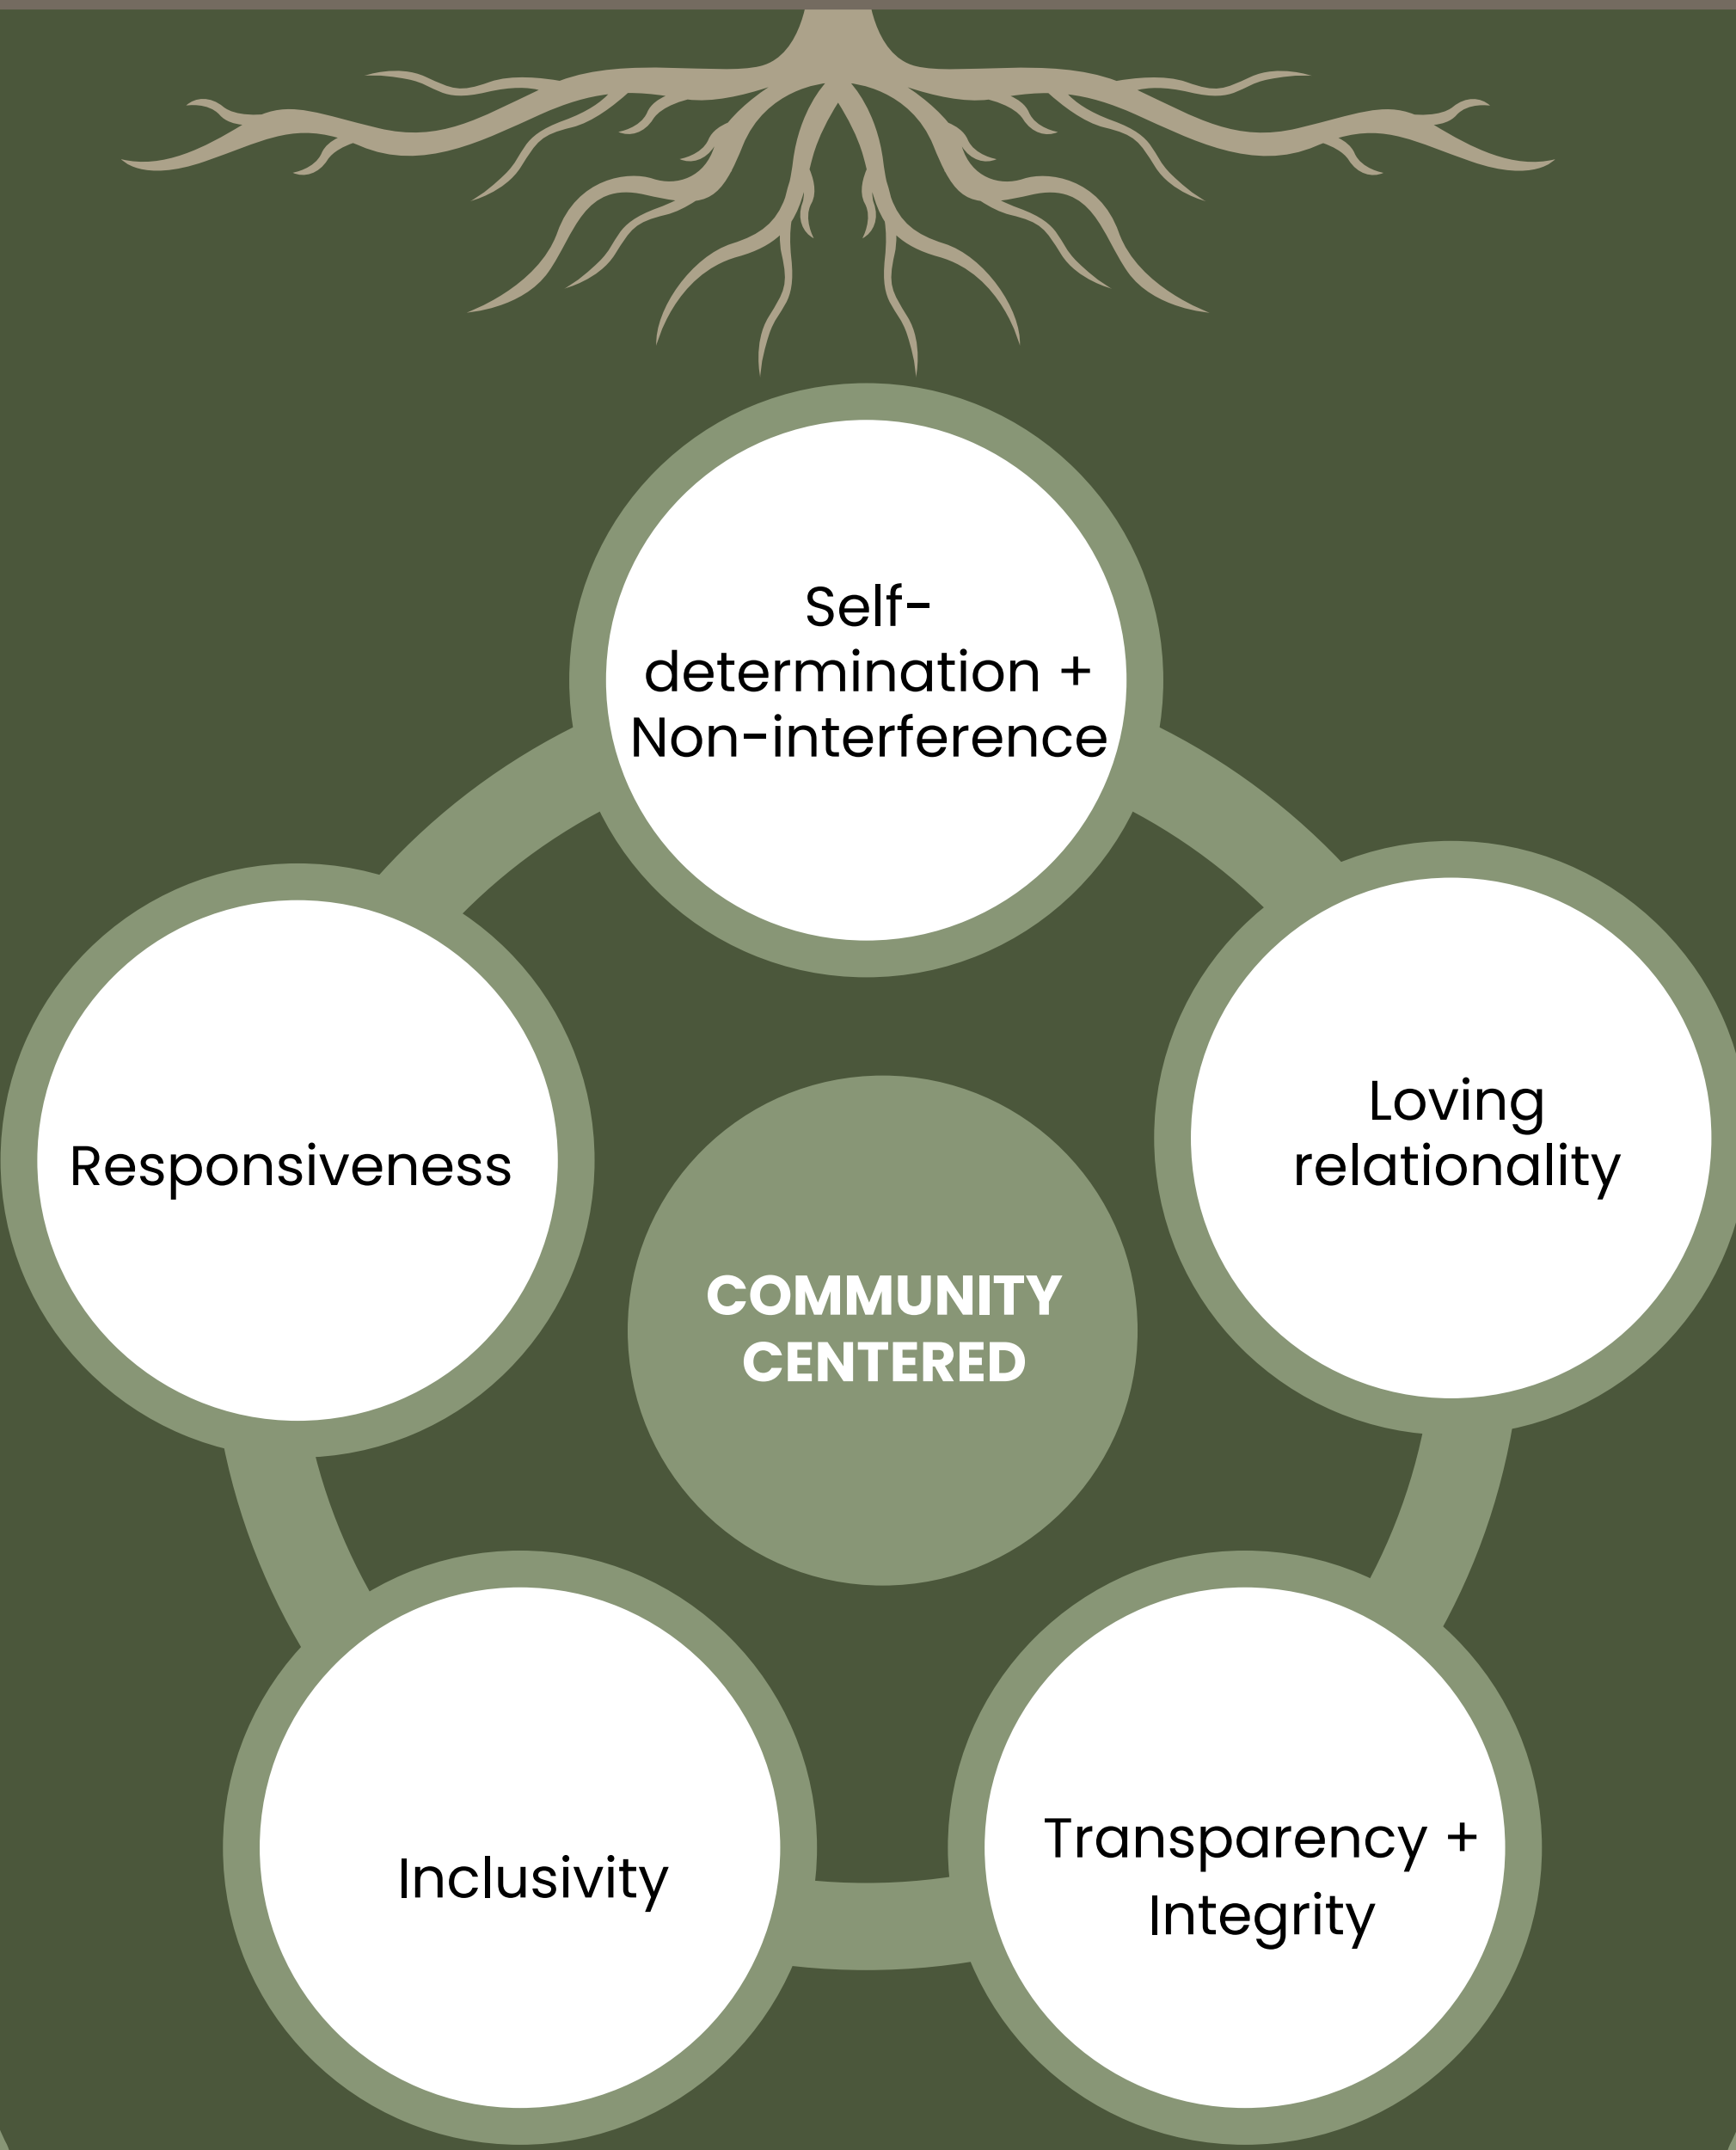 Self-
determination +
Non-interference
Loving
relationality
Responsiveness
COMMUNITY
CENTERED
Transparency +
Integrity
Inclusivity